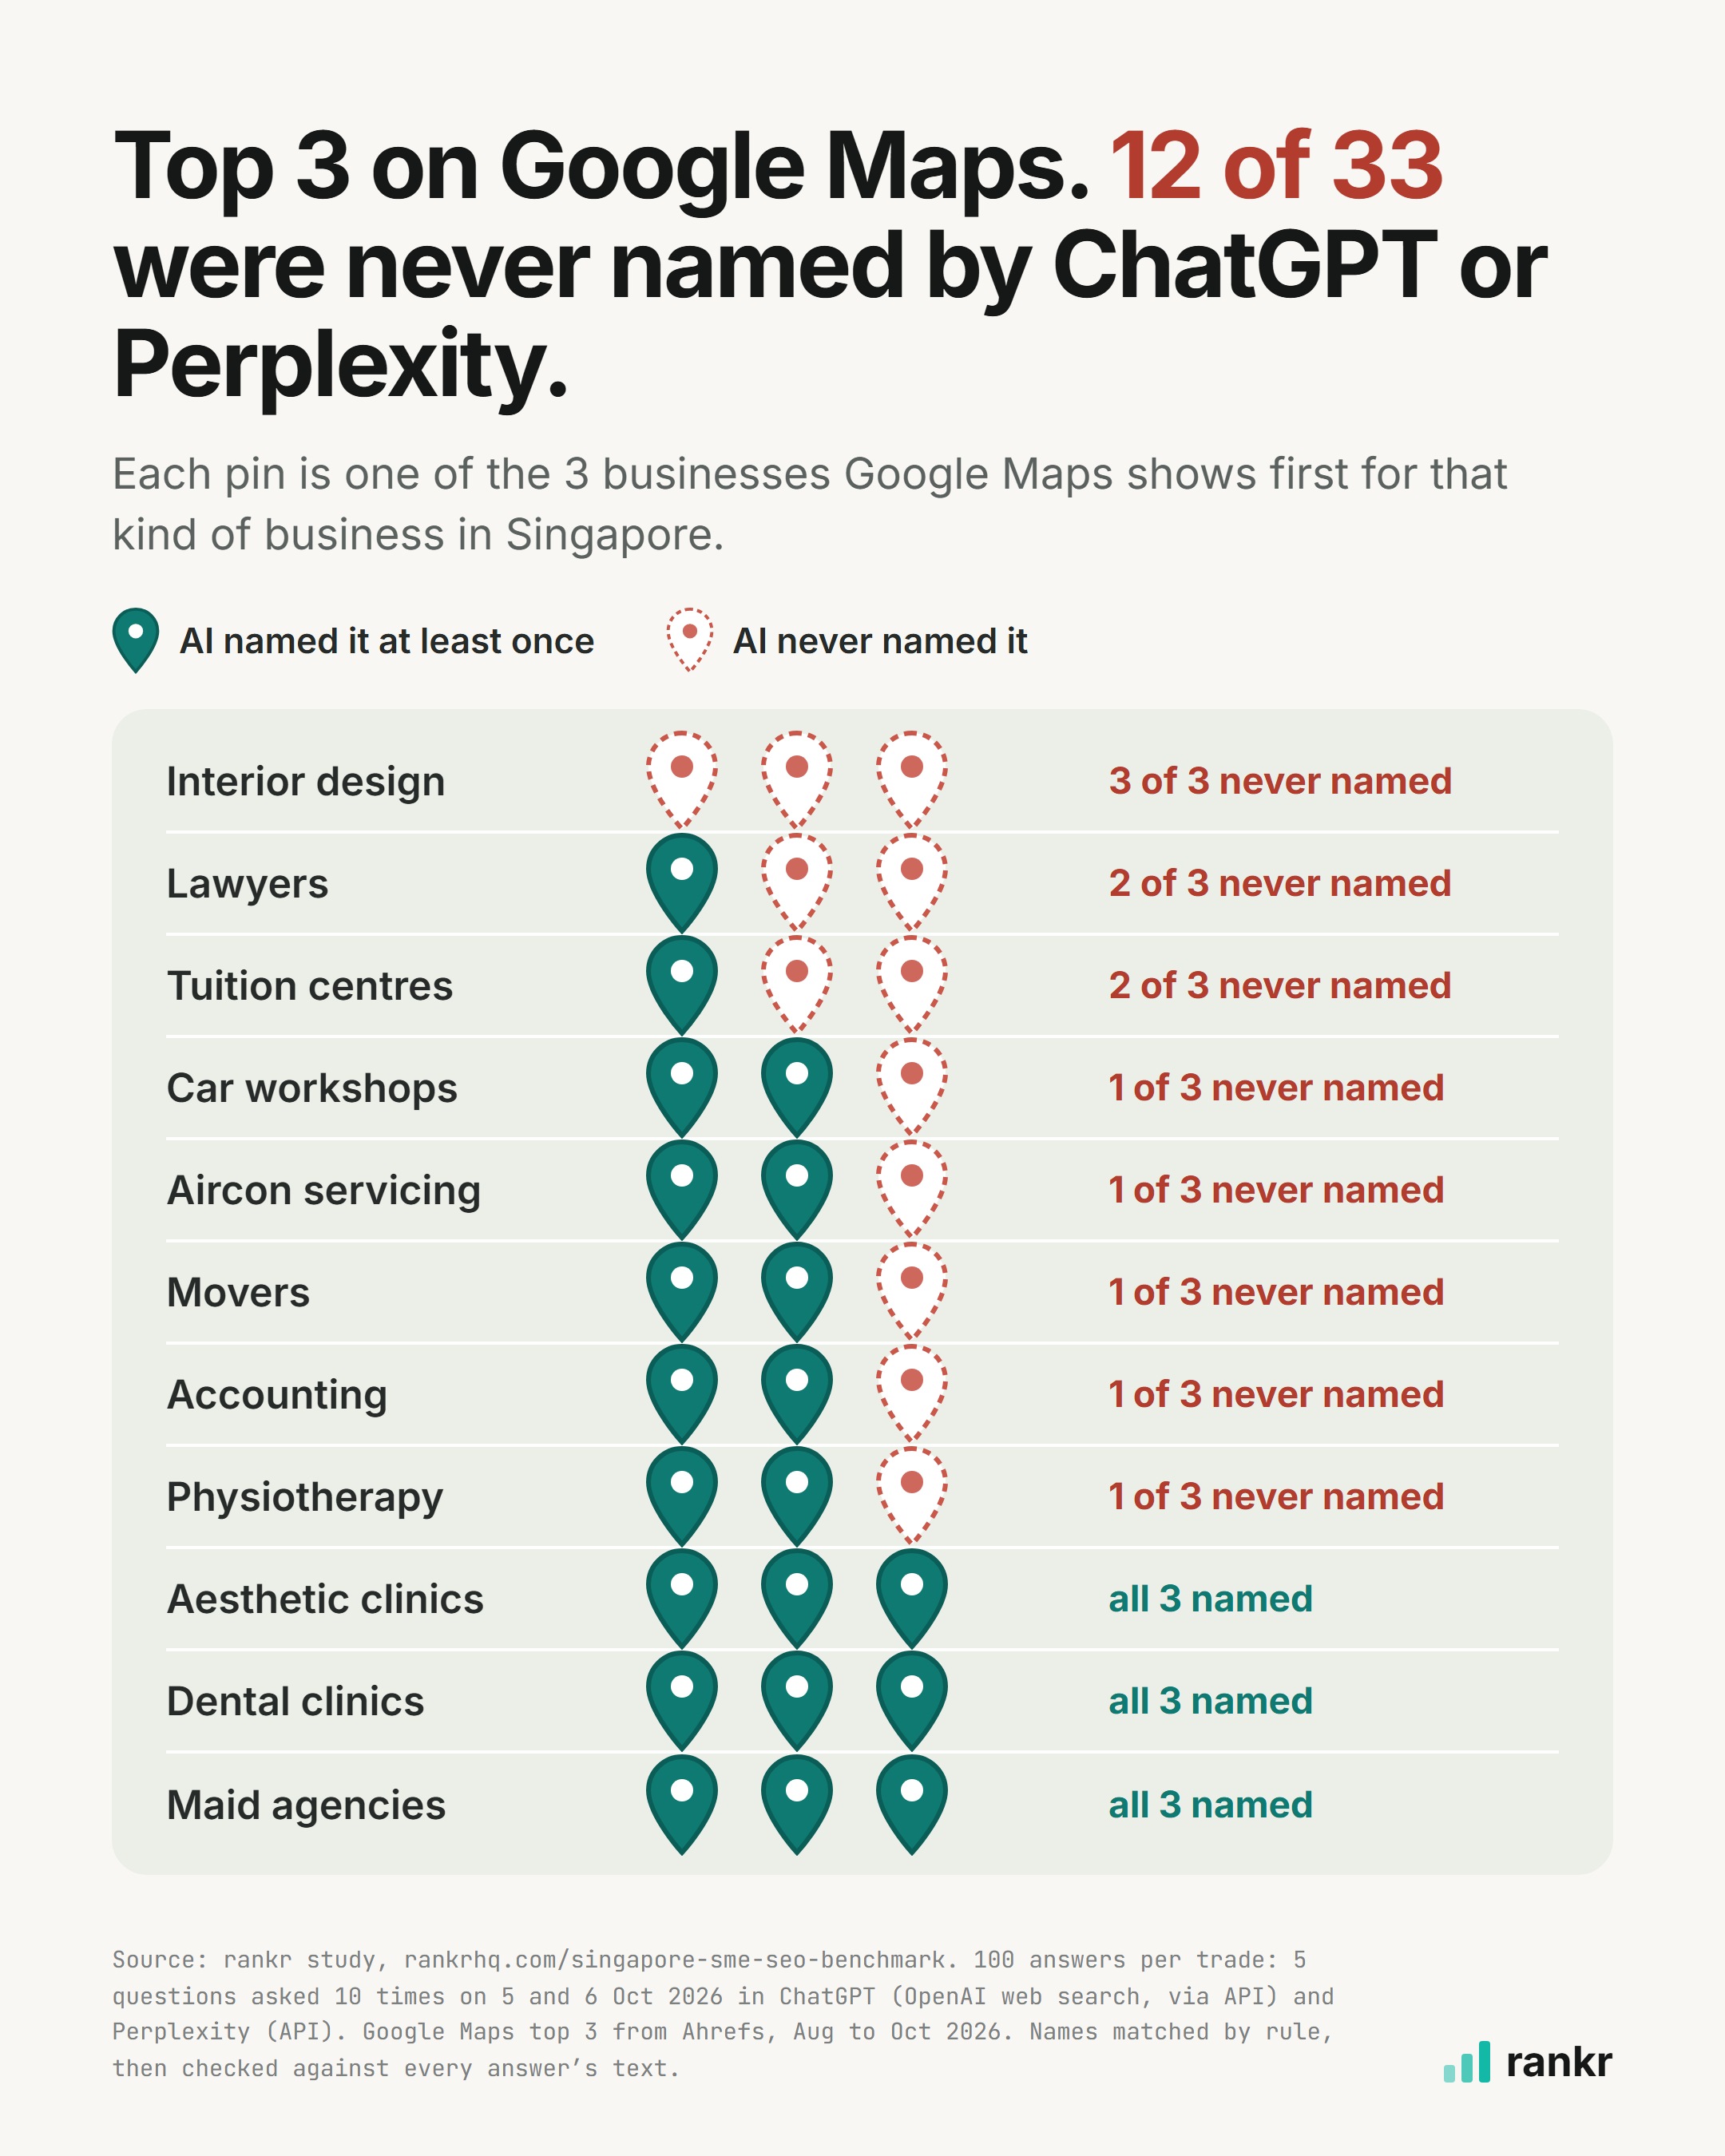 Top 3 on Google Maps. 12 of 33
were never named by ChatGPT or
Perplexity.
Each pin is one of the 3 businesses Google Maps shows first for that
kind of business in Singapore.
AI named it at least once
AI never named it
Interior design
3 of 3 never named
Lawyers
2 of 3 never named
Tuition centres
2 of 3 never named
Car workshops
1 of 3 never named
Aircon servicing
1 of 3 never named
Movers
1 of 3 never named
Accounting
1 of 3 never named
Physiotherapy
1 of 3 never named
Aesthetic clinics
all 3 named
Dental clinics
all 3 named
Maid agencies
all 3 named
Source: rankr study, rankrhq.com/singapore-sme-seo-benchmark. 100 answers per trade: 5
questions asked 10 times on 5 and 6 Oct 2026 in ChatGPT (OpenAI web search, via API) and
Perplexity (API). Google Maps top 3 from Ahrefs, Aug to Oct 2026. Names matched by rule,
then checked against every answer’s text.
rankr